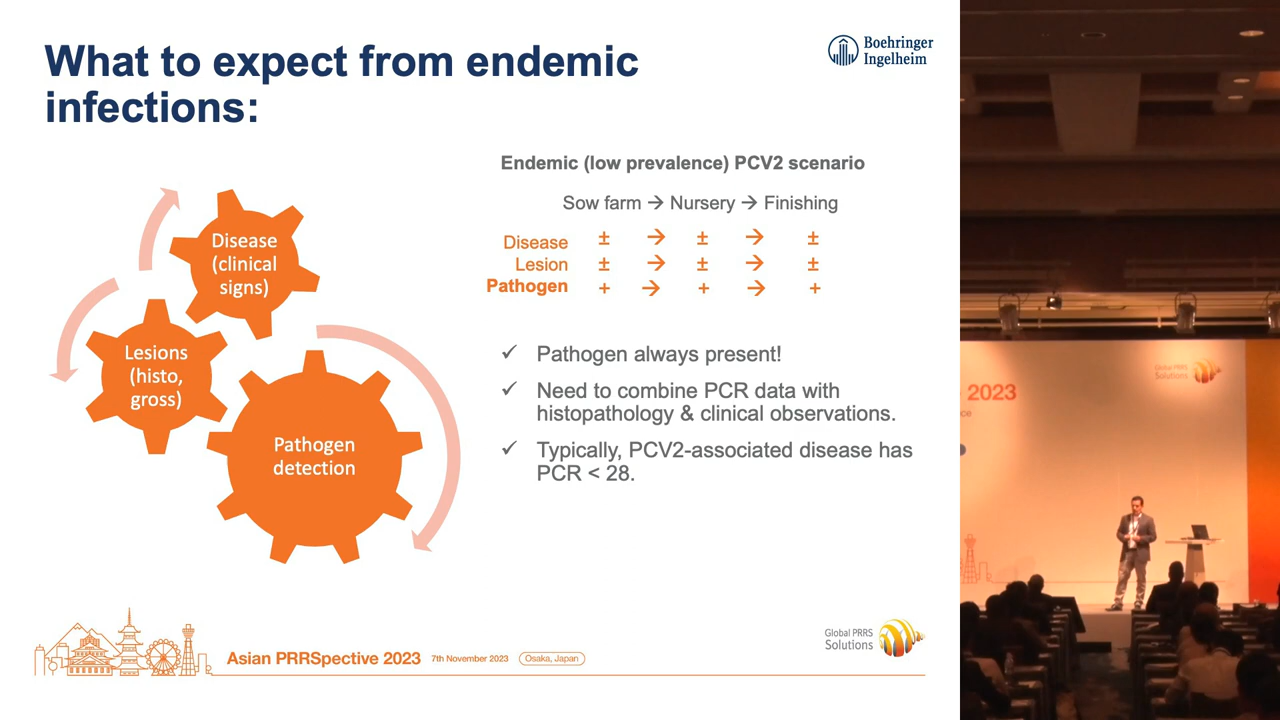 What to expect from endemic
infections:
Boehringer
Ingelheim
Disease
(clinical
signs)
Lesions
(histo,
gross)
Pathogen
detection
Endemic (low prevalence) PCV2 scenario
Sow farm → Nursery → Finishing
Disease ± → ± → ±
Lesion ± → ± → ±
Pathogen + → + → +
✓ Pathogen always present!
✓ Need to combine PCR data with
histopathology & clinical observations.
✓ Typically, PCV2-associated disease has
PCR < 28.
Asian PRRSpective 2023 7th November 2023 Osaka, Japan
Global PRRS
Solutions
Global PRRS
Solutions
2023